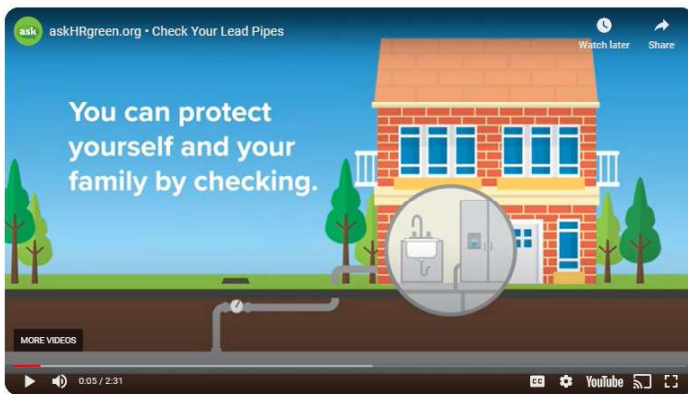 ask
askHRgreen.org • Check Your Lead Pipes
Watch later
Share
You can protect
yourself and your
family by checking.
MORE VIDEOS
0:05 / 2:31
CC
YouTube